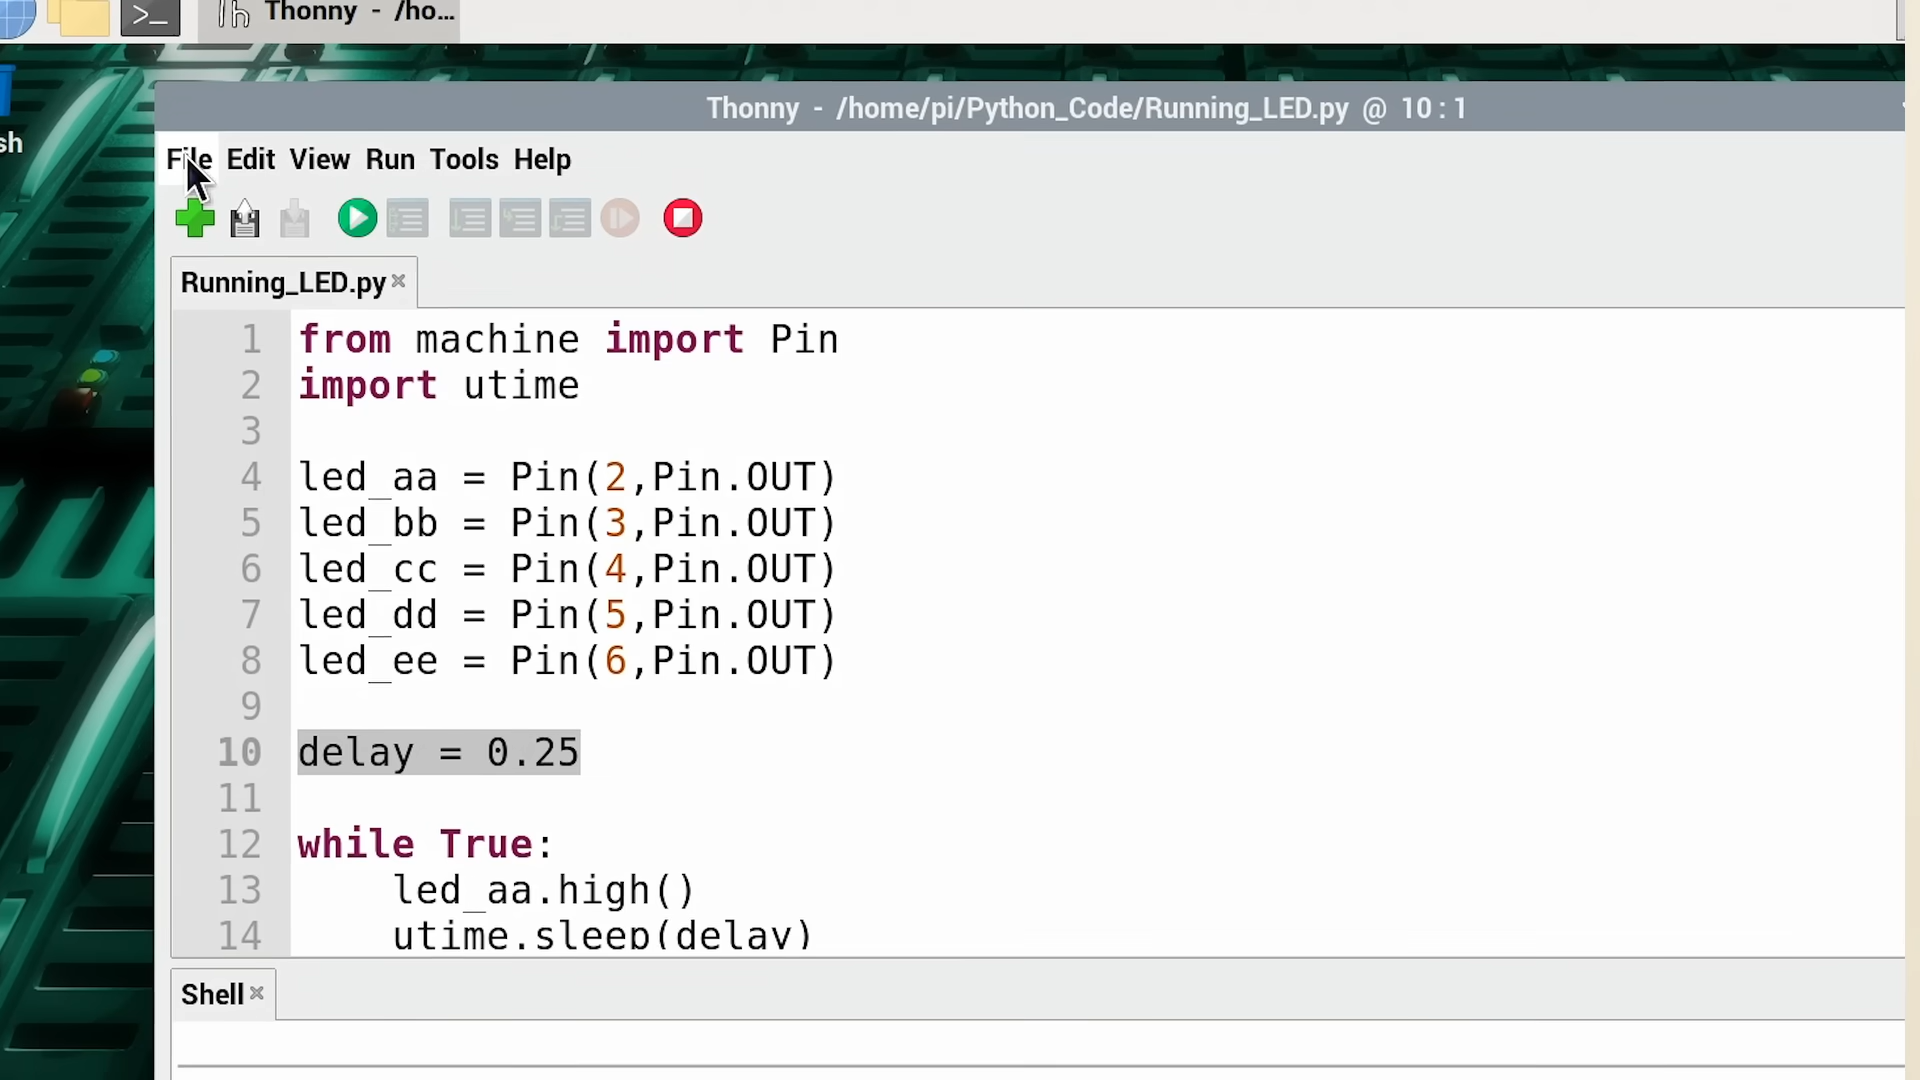 >_ Thonny - /ho...
sh
Thonny - /home/pi/Python_Code/Running_LED.py @ 10 : 1
File Edit View Run Tools Help
Running_LED.py
1 from machine import Pin
2 import utime
3
4 led_aa = Pin(2,Pin.OUT)
5 led_bb = Pin(3,Pin.OUT)
6 led_cc = Pin(4,Pin.OUT)
7 led_dd = Pin(5,Pin.OUT)
8 led_ee = Pin(6,Pin.OUT)
9
10 delay = 0.25
11
12 while True:
13 led_aa.high()
14 utime.sleep(delay)
Shell